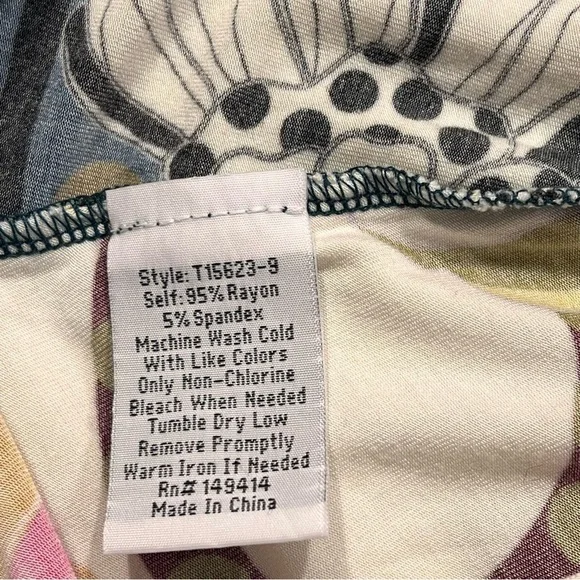 Style: T15623-9
Self: 95% Rayon
5% Spandex
Machine Wash Cold
With Like Colors
Only Non-Chlorine
Bleach When Needed
Tumble Dry Low
Remove Promptly
Warm Iron If Needed
Rn# 149414
Made In China